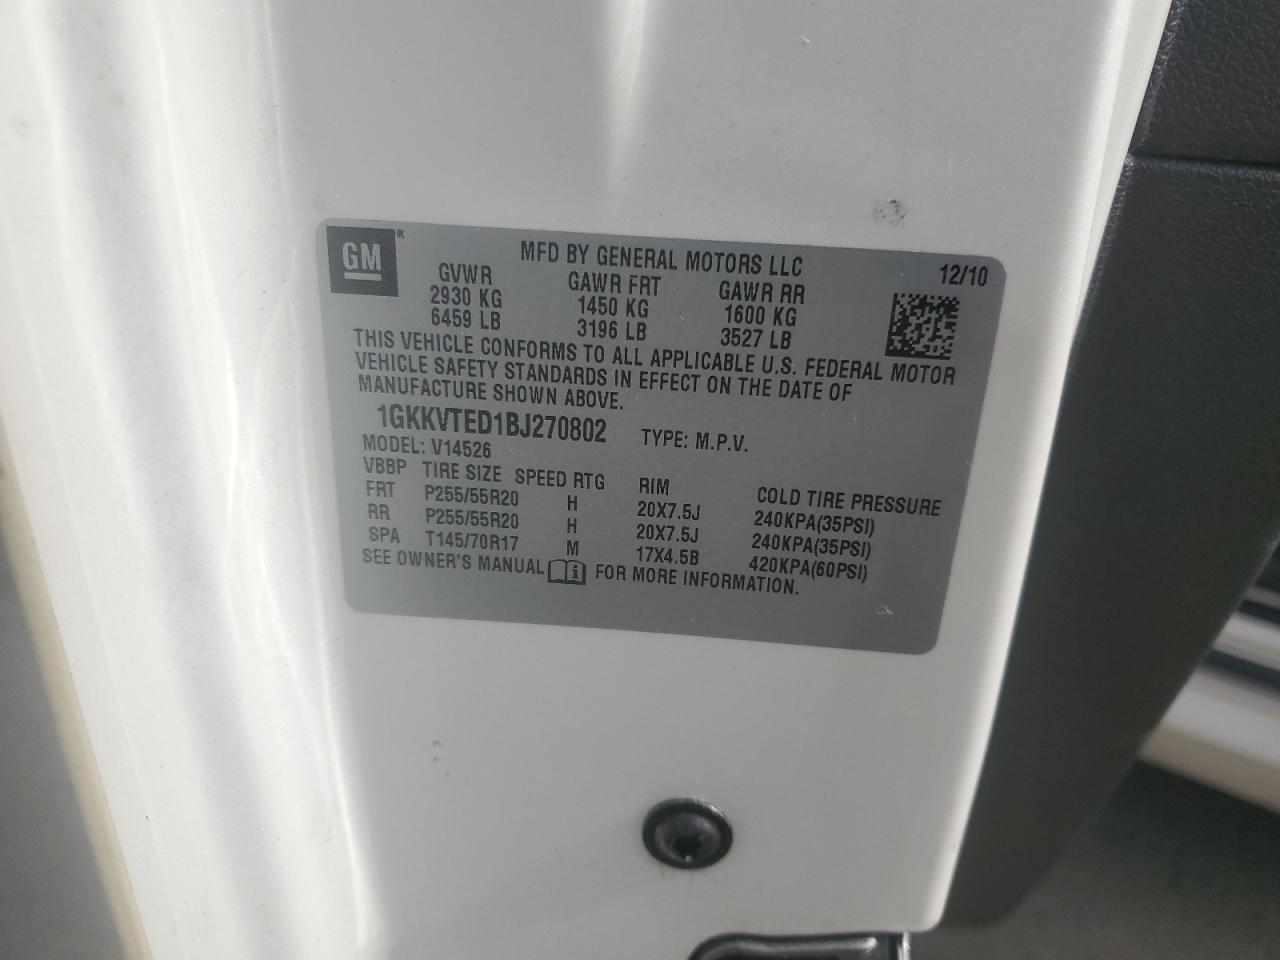 GM®
MFD BY GENERAL MOTORS LLC 12/10
GVWR GAWR FRT GAWR RR
2930 KG 1450 KG 1600 KG
6459 LB 3196 LB 3527 LB
THIS VEHICLE CONFORMS TO ALL APPLICABLE U.S. FEDERAL MOTOR
VEHICLE SAFETY STANDARDS IN EFFECT ON THE DATE OF
MANUFACTURE SHOWN ABOVE.
1GKKVTED1BJ270802 TYPE: M.P.V.
MODEL: V14526
VBBP TIRE SIZE SPEED RTG RIM COLD TIRE PRESSURE
FRT P255/55R20 H 20X7.5J 240KPA(35PSI)
RR P255/55R20 H 20X7.5J 240KPA(35PSI)
SPA T145/70R17 M 17X4.5B 420KPA(60PSI)
SEE OWNER'S MANUAL FOR MORE INFORMATION.